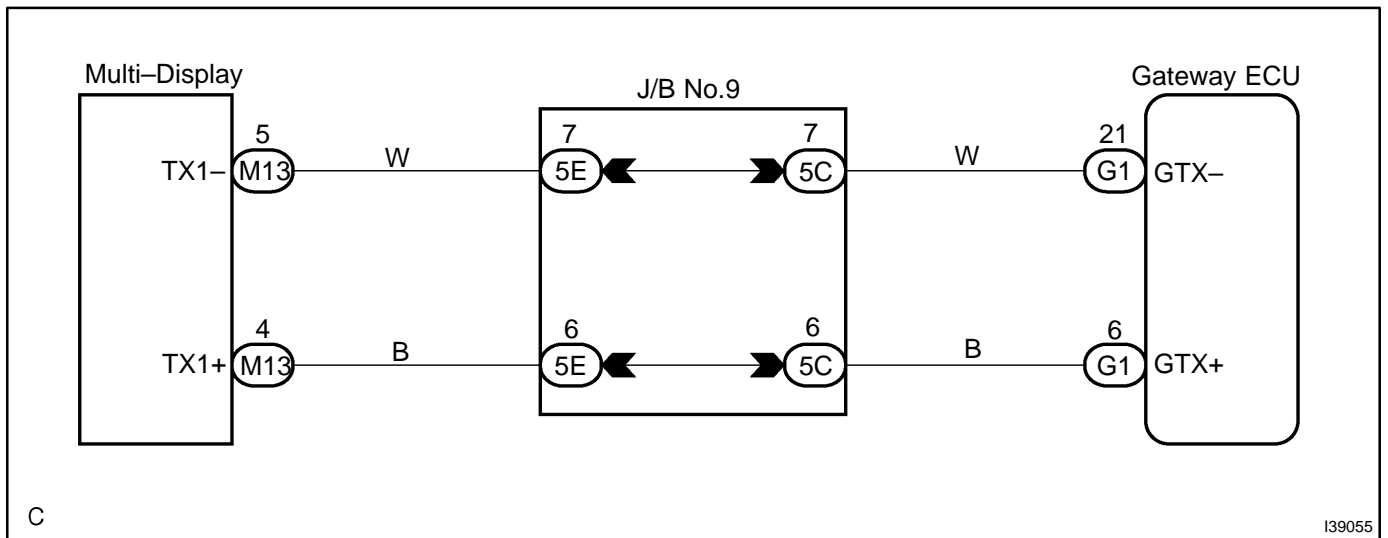 Multi–Display
J/B No.9
Gateway ECU
5
7
7
21
TX1–
M13
W
5E
5C
W
G1
GTX–
4
6
6
6
TX1+
M13
B
5E
5C
B
G1
GTX+
C
I39055